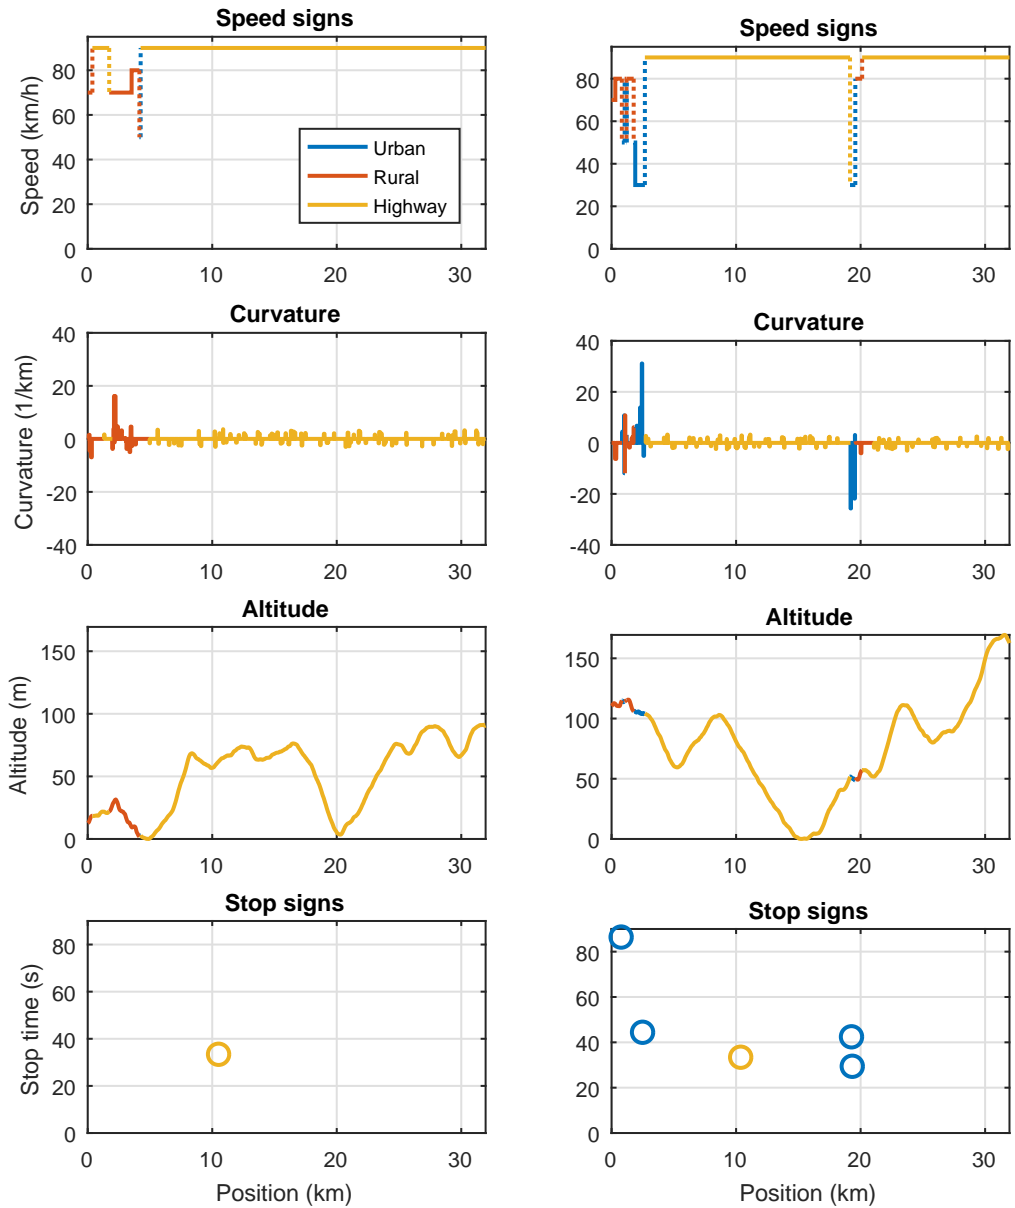 Speed signs
Speed (km/h)
80
60
40
20
0
Urban
Rural
Highway
0 10 20 30
Speed signs
80
60
40
20
0
0 10 20 30
Curvature
Curvature (1/km)
40
20
0
-20
-40
0 10 20 30
Curvature
40
20
0
-20
-40
0 10 20 30
Altitude
Altitude (m)
150
100
50
0
0 10 20 30
Altitude
150
100
50
0
0 10 20 30
Stop signs
Stop time (s)
80
60
40
20
0
0 10 20 30
Position (km)
Stop signs
80
60
40
20
0
0 10 20 30
Position (km)